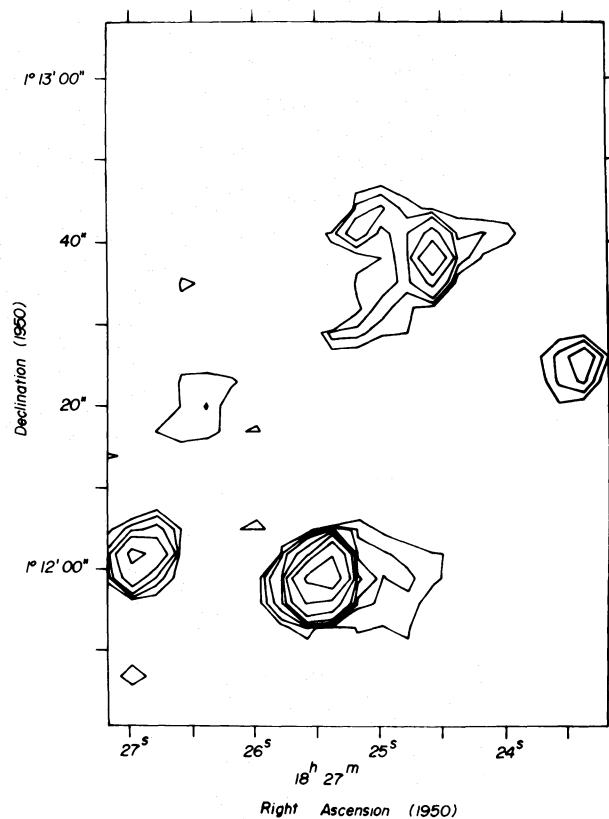 1° 13' 00"
40"
20"
1° 12' 00"
Declination (1950)
27s 26s 25s 24s
18h 27m
Right Ascension (1950)